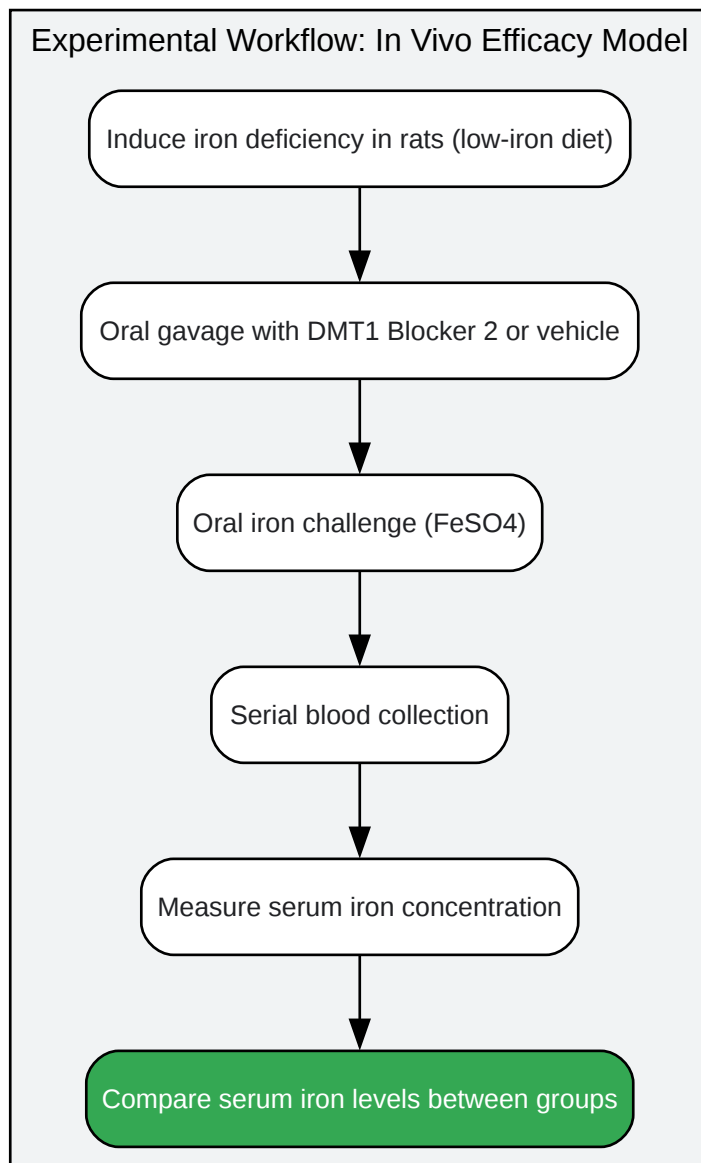 Experimental Workflow: In Vivo Efficacy Model
Induce iron deficiency in rats (low-iron diet)
Oral gavage with DMT1 Blocker 2 or vehicle
Oral iron challenge (FeSO4)
Serial blood collection
Measure serum iron concentration
Compare serum iron levels between groups